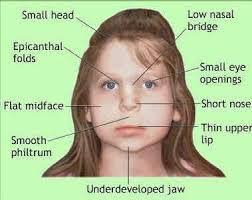 Small head
Low nasal
bridge
Epicanthal
folds
Small eye
openings
Flat midface
Short nose
Smooth
philtrum
Thin upper
lip
Underdeveloped jaw